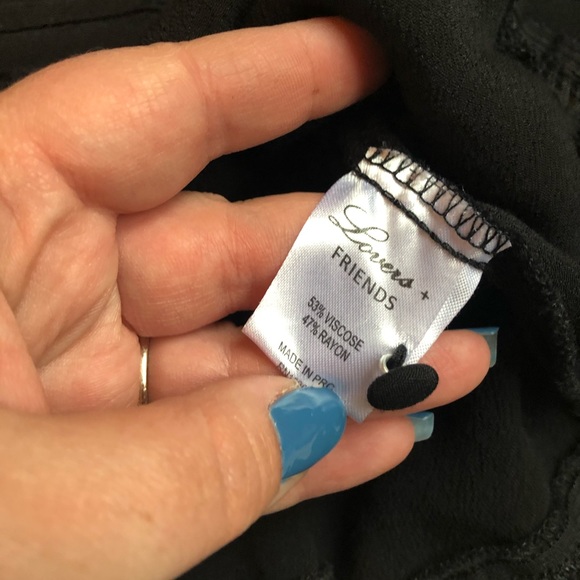 Lovers +
FRIENDS
53% VISCOSE
47% RAYON
MADE IN PRC